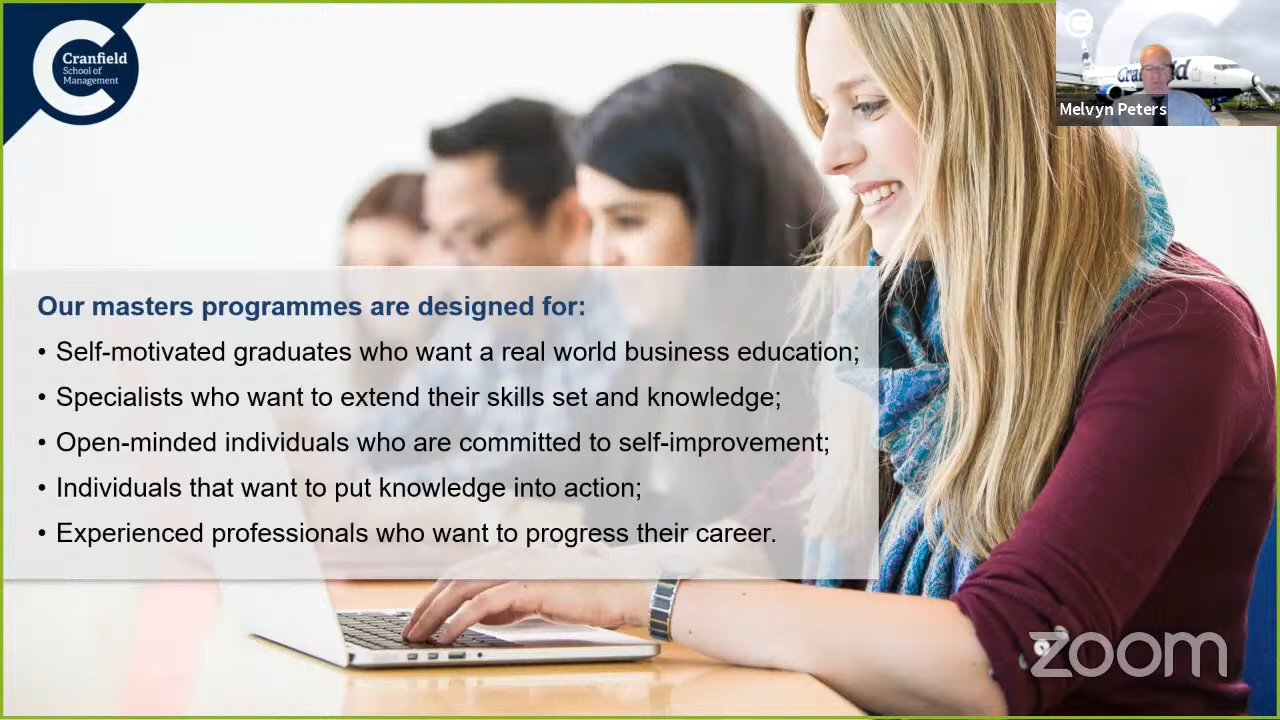 Cranfield
School of
Management
Cranfield
Melvyn Peters
Our masters programmes are designed for:
• Self-motivated graduates who want a real world business education;
• Specialists who want to extend their skills set and knowledge;
• Open-minded individuals who are committed to self-improvement;
• Individuals that want to put knowledge into action;
• Experienced professionals who want to progress their career.
zoom